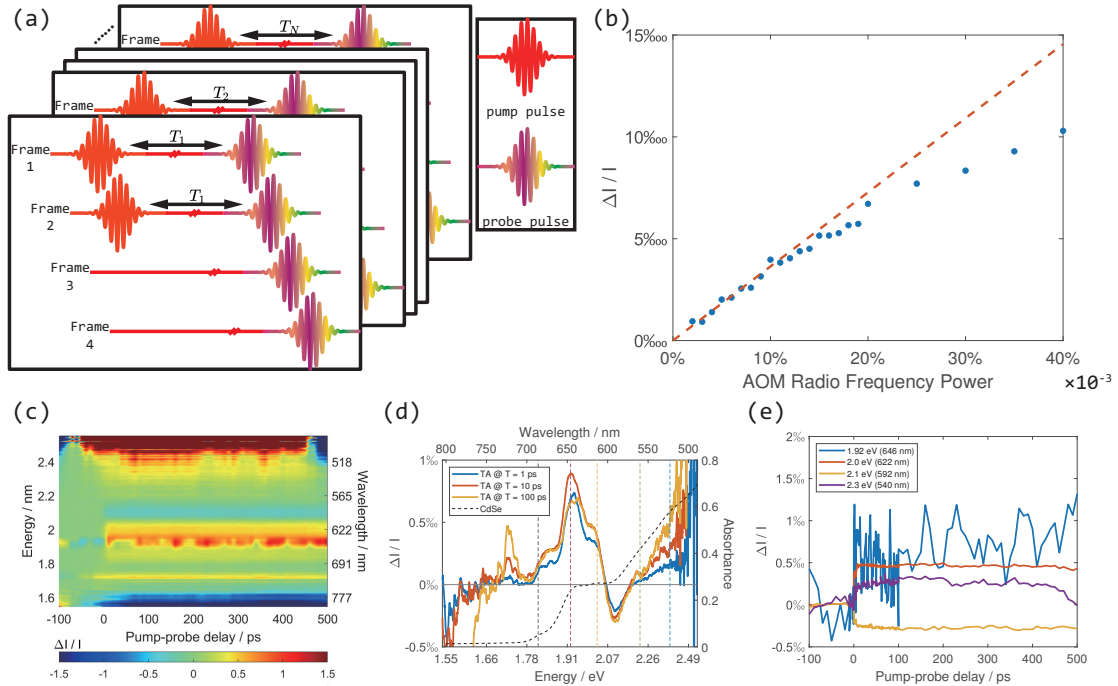 (a)
Frame
T_N
Frame
T_2
Frame
1
T_1
Frame
2
T_1
Frame
3
Frame
4
pump pulse
probe pulse
(b)
15‱
10‱
5‱
0‱
ΔI / I
0%
10%
20%
30%
40%
×10⁻³
AOM Radio Frequency Power
(c)
2.4
2.2
2
1.8
1.6
Energy / nm
518
565
622
691
777
Wavelength / nm
-100
0
100
200
300
400
500
Pump-probe delay / ps
ΔI / I
-1.5
-1
-0.5
0
0.5
1
1.5
(d)
Wavelength / nm
800
750
700
650
600
550
500
1‰
0.5‰
0‰
-0.5‰
ΔI / I
TA @ T = 1 ps
TA @ T = 10 ps
TA @ T = 100 ps
CdSe
0.8
0.6
0.4
0.2
0
Absorbance
1.55
1.66
1.78
1.91
2.07
2.26
2.49
Energy / eV
(e)
2‰
1.5‰
1‰
0.5‰
0‰
-0.5‰
ΔI / I
1.92 eV (646 nm)
2.0 eV (622 nm)
2.1 eV (592 nm)
2.3 eV (540 nm)
-100
0
100
200
300
400
500
Pump-probe delay / ps